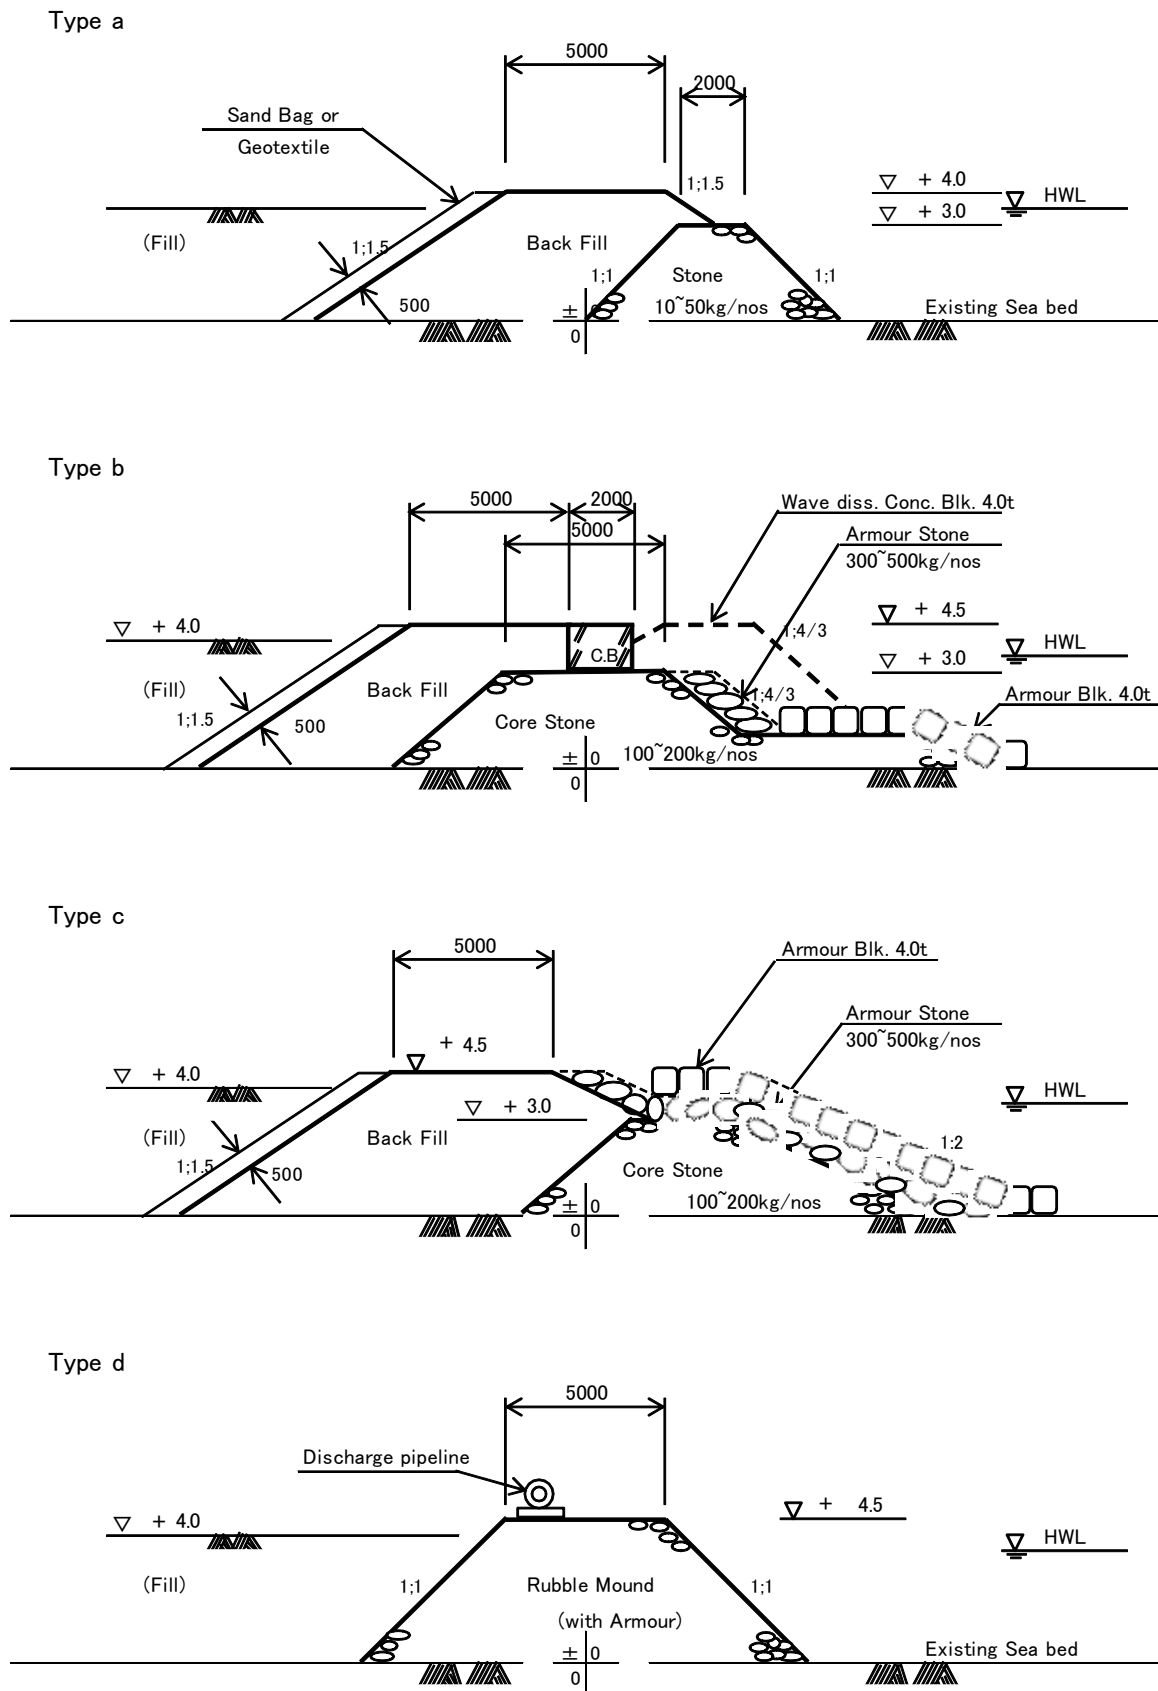 Type a
5000
2000
Sand Bag or
Geotextile
1;1.5
+ 4.0
HWL
+ 3.0
(Fill)
1;1.5
Back Fill
1;1
Stone
1;1
500
10~50kg/nos
Existing Sea bed
±
0
Type b
5000
2000
Wave diss. Conc. Blk. 4.0t
5000
Armour Stone
300~500kg/nos
+ 4.0
+ 4.5
1;4/3
HWL
C.B
+ 3.0
(Fill)
Back Fill
1;4/3
Armour Blk. 4.0t
1;1.5
500
Core Stone
100~200kg/nos
± 0
0
Type c
5000
Armour Blk. 4.0t
Armour Stone
300~500kg/nos
+ 4.5
+ 4.0
HWL
+ 3.0
(Fill)
Back Fill
1:2
1;1.5
500
Core Stone
100~200kg/nos
± 0
0
Type d
5000
Discharge pipeline
+ 4.0
+ 4.5
HWL
(Fill)
1;1
Rubble Mound
1;1
(with Armour)
± 0
0
Existing Sea bed